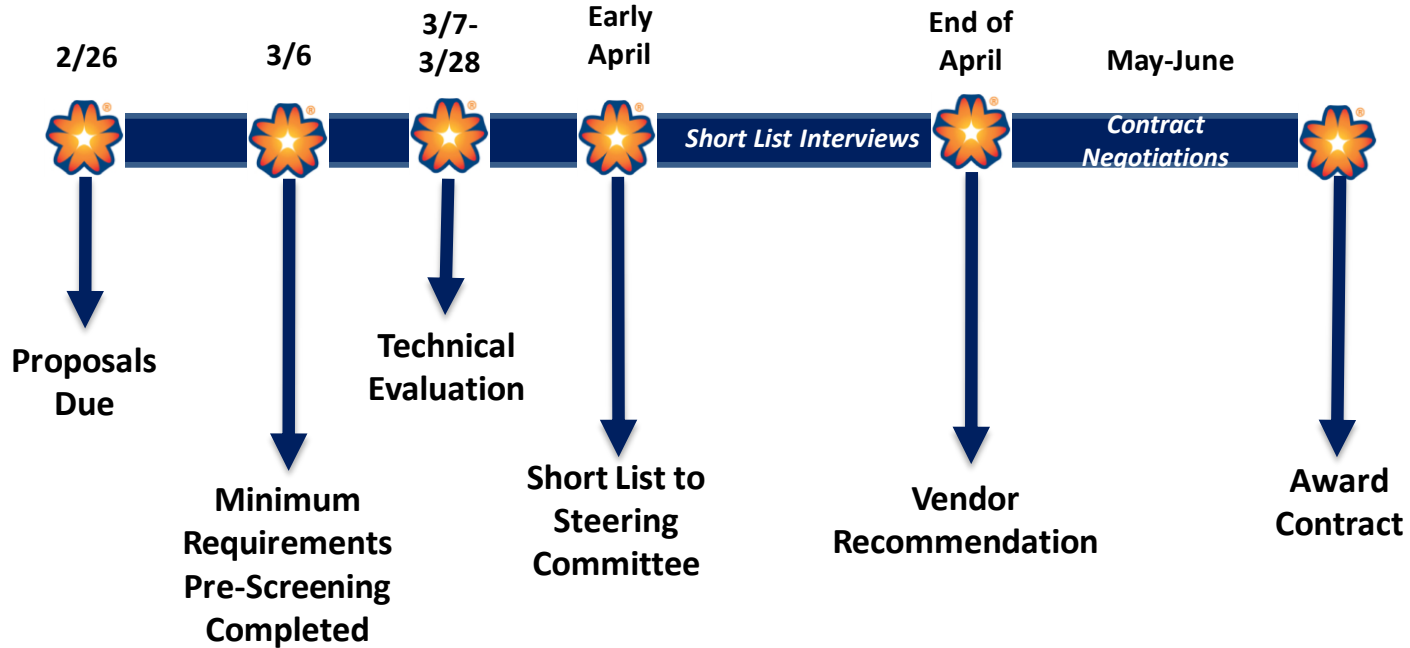 2/26
3/6
3/7-
3/28
Early
April
End of
April
May-June
®
®
®
®
®
®
Short List Interviews
Contract
Negotiations
Proposals
Due
Minimum
Requirements
Pre-Screening
Completed
Technical
Evaluation
Short List to
Steering
Committee
Vendor
Recommendation
Award
Contract